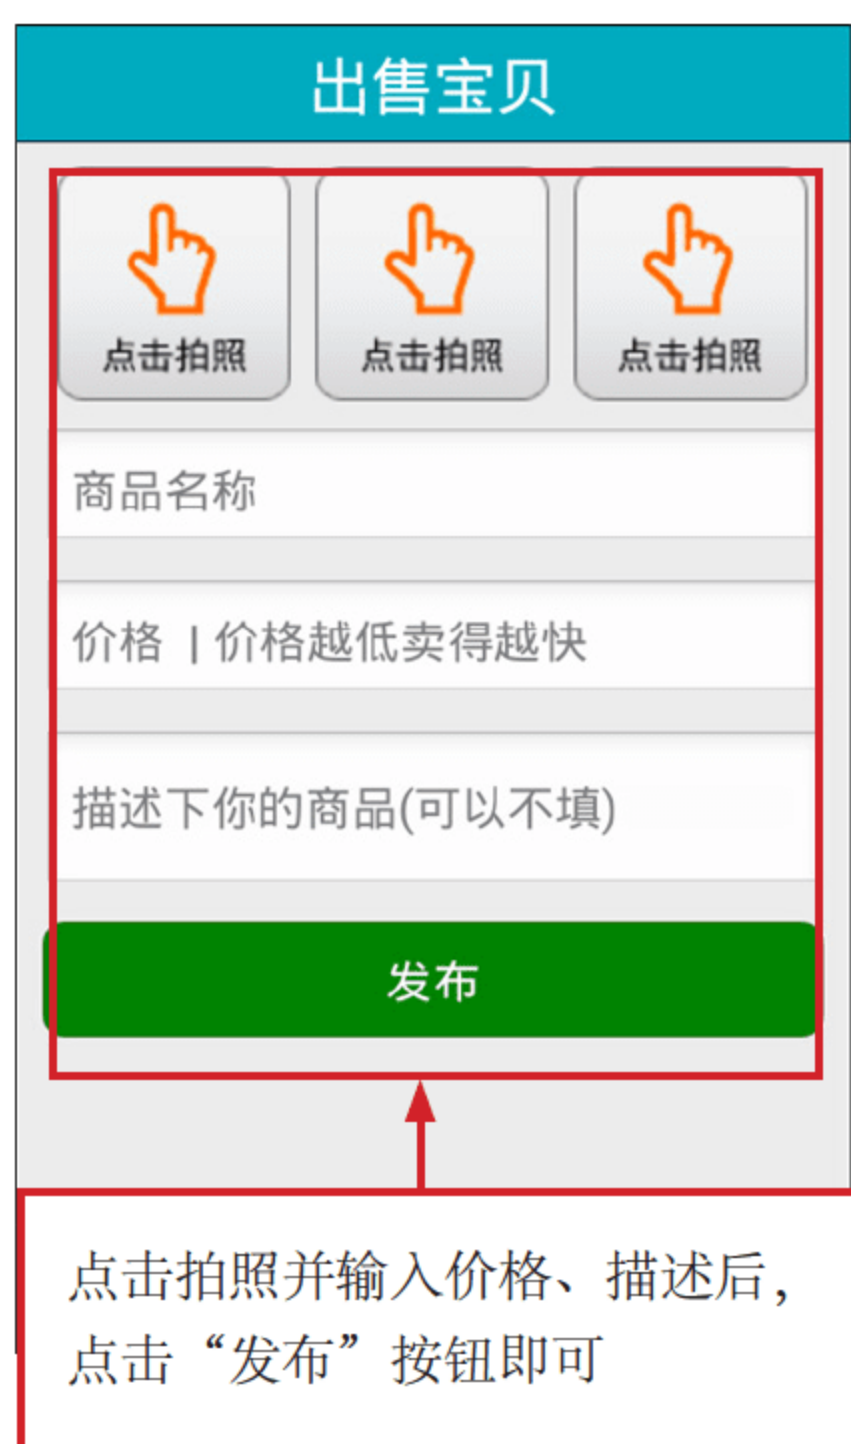 出售宝贝
点击拍照 点击拍照 点击拍照
商品名称
价格 | 价格越低卖得越快
描述下你的商品(可以不填)
发布
点击拍照并输入价格、描述后，
点击“发布”按钮即可